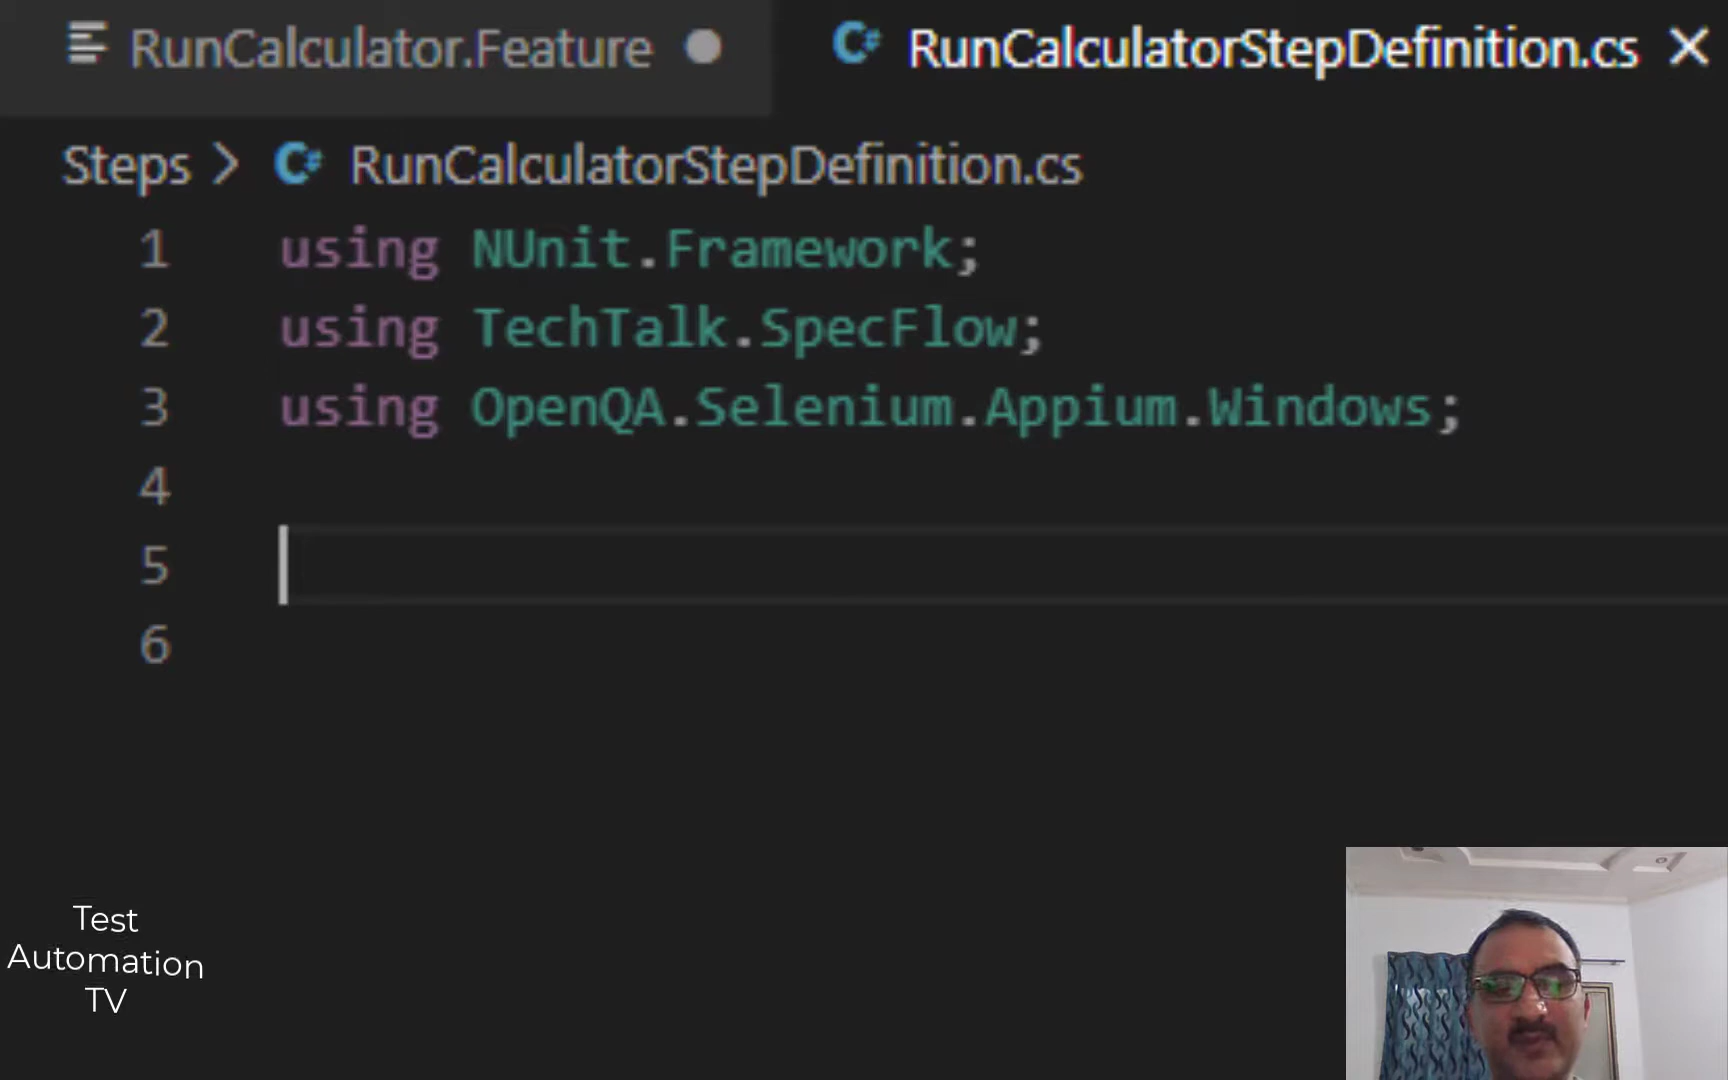 RunCalculator.Feature
RunCalculatorStepDefinition.cs
Steps > RunCalculatorStepDefinition.cs
1 using NUnit.Framework;
2 using TechTalk.SpecFlow;
3 using OpenQA.Selenium.Appium.Windows;
4
5
6
Test
Automation
TV